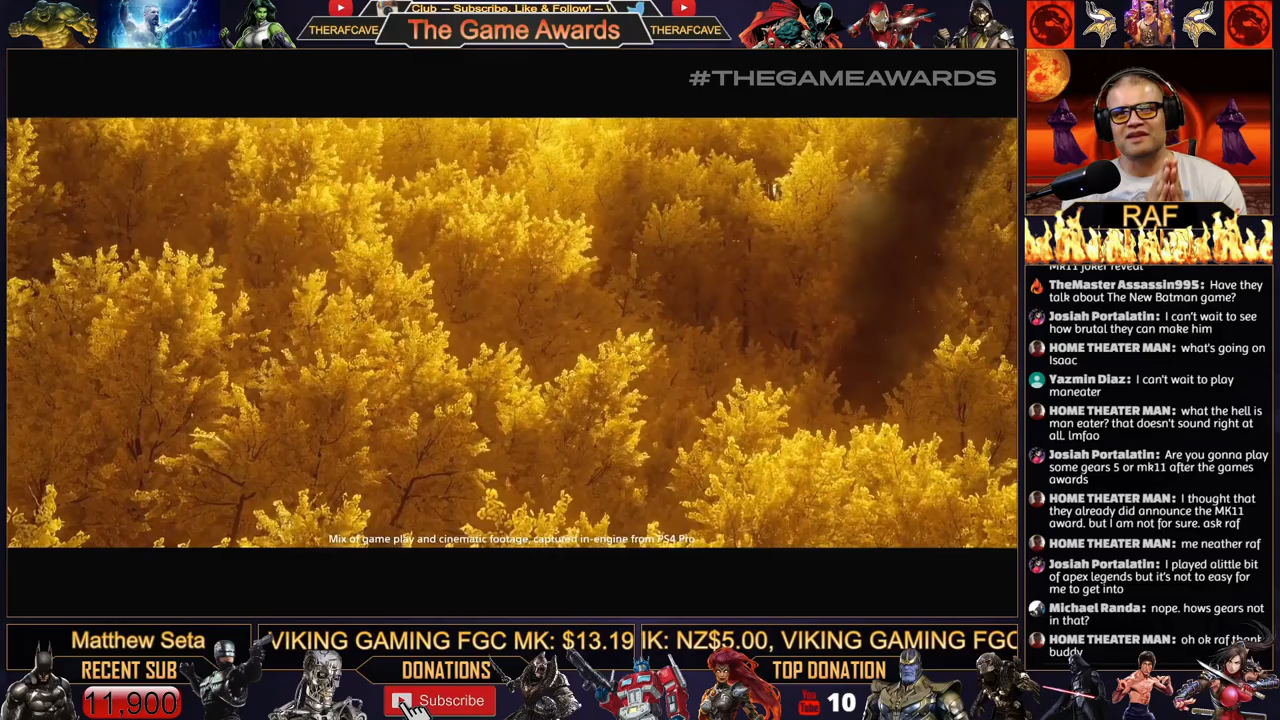 Club – Subscribe, Like & Follow! –
THERAFCAVE
The Game Awards
THERAFCAVE
#THEGAMEAWARDS
Mix of game play and cinematic footage, captured in-engine from PS4 Pro
RAF
MK11 joker reveal
TheMaster Assassin995: Have they
talk about The New Batman game?
Josiah Portalatin: I can't wait to see
how brutal they can make him
HOME THEATER MAN: what's going on
Isaac
Yazmin Diaz: I can't wait to play
maneater
HOME THEATER MAN: what the hell is
man eater? that doesn't sound right at
all. lmfao
Josiah Portalatin: Are you gonna play
some gears 5 or mk11 after the games
awards
HOME THEATER MAN: I thought that
they already did announce the MK11
award. but I am not for sure. ask raf
HOME THEATER MAN: me neather raf
Josiah Portalatin: I played alittle bit
of apex legends but it's not to easy for
me to get into
Michael Randa: nope. hows gears not
in that?
HOME THEATER MAN: oh ok raf thank
buddy
Matthew Seta
VIKING GAMING FGC MK: $13.19
IK: NZ$5.00, VIKING GAMING FGC
RECENT SUB
DONATIONS
TOP DONATION
11,900
Subscribe
You
Tube
10